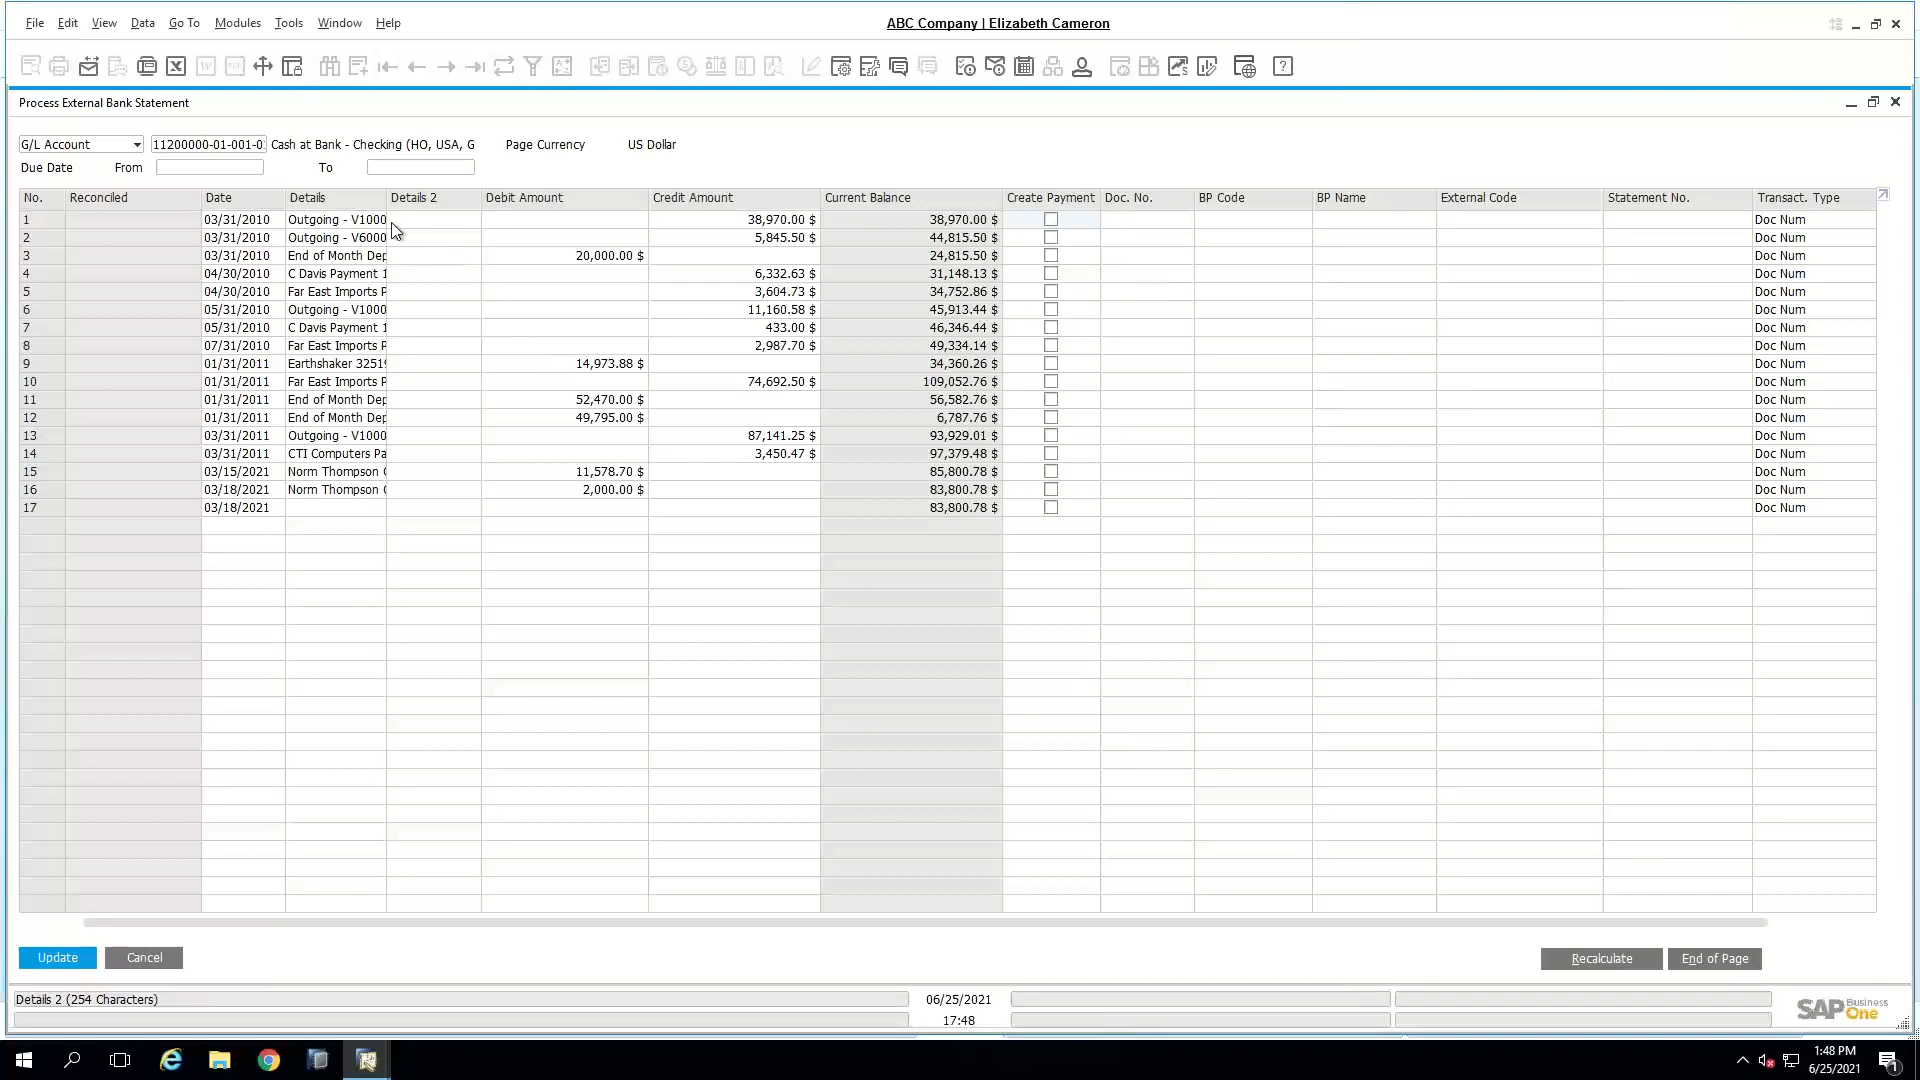 File Edit View Data Go To Modules Tools Window Help
ABC Company | Elizabeth Cameron
Process External Bank Statement
G/L Account 11200000-01-001-0 Cash at Bank - Checking (HO, USA, G Page Currency US Dollar
Due Date From To
No. Reconciled Date Details Details 2 Debit Amount Credit Amount Current Balance Create Payment Doc. No. BP Code BP Name External Code Statement No. Transact. Type
1 03/31/2010 Outgoing - V1000 38,970.00 $ 38,970.00 $ Doc Num
2 03/31/2010 Outgoing - V6000 5,845.50 $ 44,815.50 $ Doc Num
3 03/31/2010 End of Month Dep 20,000.00 $ 24,815.50 $ Doc Num
4 04/30/2010 C Davis Payment 1 6,332.63 $ 31,148.13 $ Doc Num
5 04/30/2010 Far East Imports P 3,604.73 $ 34,752.86 $ Doc Num
6 05/31/2010 Outgoing - V1000 11,160.58 $ 45,913.44 $ Doc Num
7 05/31/2010 C Davis Payment 1 433.00 $ 46,346.44 $ Doc Num
8 07/31/2010 Far East Imports P 2,987.70 $ 49,334.14 $ Doc Num
9 01/31/2011 Earthshaker 3251 14,973.88 $ 34,360.26 $ Doc Num
10 01/31/2011 Far East Imports P 74,692.50 $ 109,052.76 $ Doc Num
11 01/31/2011 End of Month Dep 52,470.00 $ 56,582.76 $ Doc Num
12 01/31/2011 End of Month Dep 49,795.00 $ 6,787.76 $ Doc Num
13 03/31/2011 Outgoing - V1000 87,141.25 $ 93,929.01 $ Doc Num
14 03/31/2011 CTI Computers Pa 3,450.47 $ 97,379.48 $ Doc Num
15 03/15/2021 Norm Thompson 11,578.70 $ 85,800.78 $ Doc Num
16 03/18/2021 Norm Thompson 2,000.00 $ 83,800.78 $ Doc Num
17 03/18/2021 83,800.78 $ Doc Num
Update Cancel Recalculate End of Page
Details 2 (254 Characters) 06/25/2021
17:48
SAP Business One
1:48 PM
6/25/2021
1